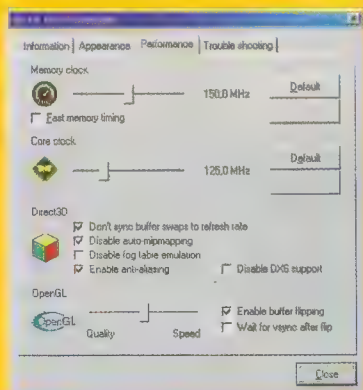 Information Appearance Performance Trouble shooting
Memory clock
150,0 MHz
Default
Fast memory timing
Core clock
125,0 MHz
Default
Direct3D
Don't sync buffer swaps to refresh rate
Disable auto-mipmapping
Disable fog table emulation
Enable anti-aliasing
Disable DX6 support
OpenGL
OpenGL
Enable buffer flipping
Wait for vsync after flip
Quality Speed
Close